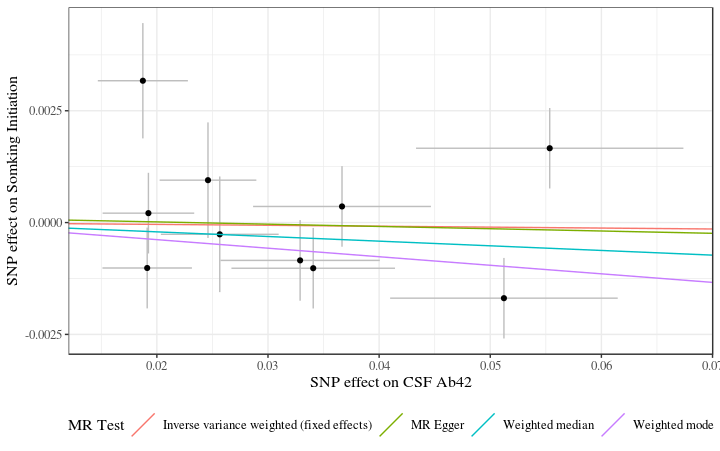 SNP effect on Somking Initiation
0.0025
0.0000
-0.0025
0.02 0.03 0.04 0.05 0.06 0.07
SNP effect on CSF Ab42
MR Test Inverse variance weighted (fixed effects) MR Egger Weighted median Weighted mode